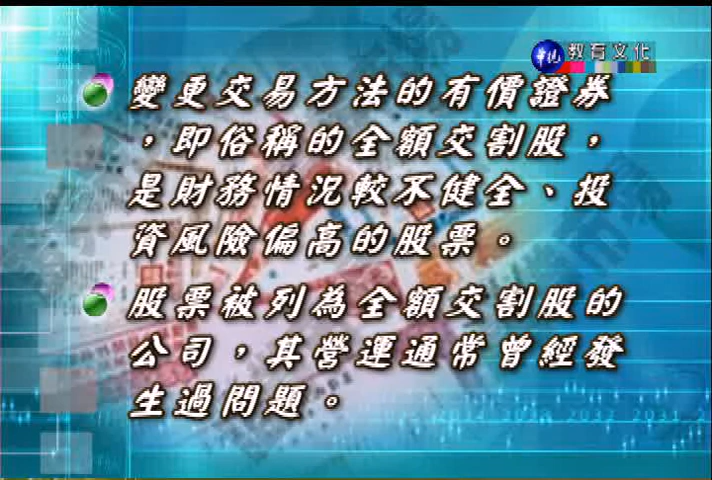 華視 教育文化
變更交易方法的有價證券
，即俗稱的全額交割股，
是財務情況較不健全、投
資風險偏高的股票。
股票被列為全額交割股的
公司，其營運通常曾經發
生過問題。
2032 2031 2